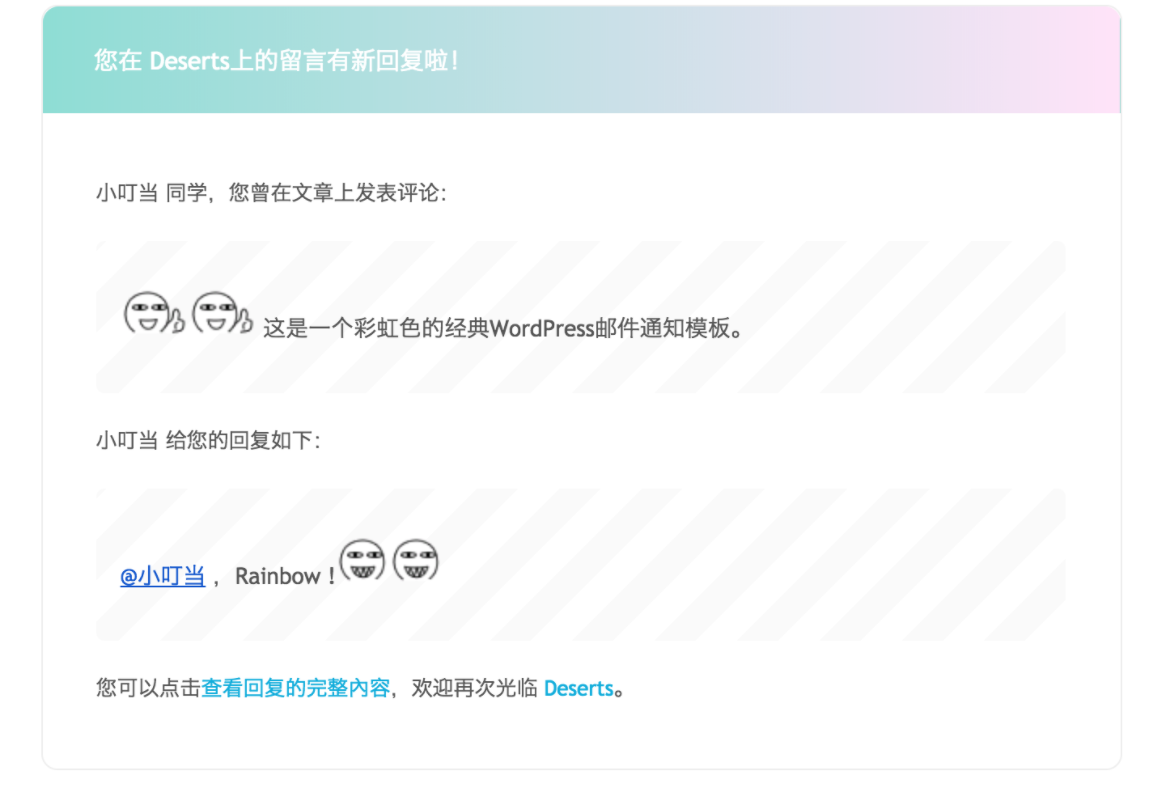 您在 Deserts上的留言有新回复啦！
小叮当 同学，您曾在文章上发表评论：
这是一个彩虹色的经典WordPress邮件通知模板。
小叮当 给您的回复如下：
@小叮当 ，Rainbow！
您可以点击查看回复的完整內容，欢迎再次光临 Deserts。